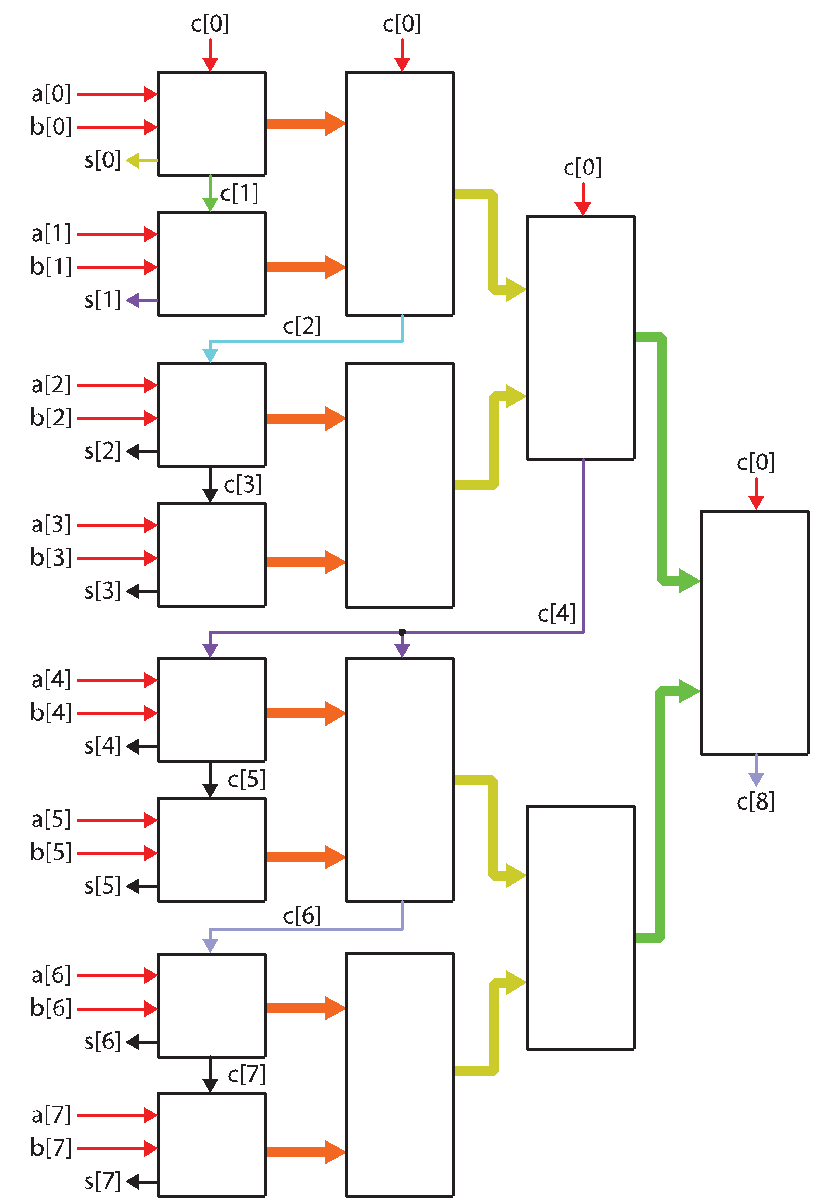 c[0] c[0]
a[0]
b[0]
s[0]
c[1]
c[0]
a[1]
b[1]
s[1]
c[2]
a[2]
b[2]
s[2]
c[3]
c[0]
a[3]
b[3]
s[3]
c[4]
a[4]
b[4]
s[4]
c[5]
c[8]
a[5]
b[5]
s[5]
c[6]
a[6]
b[6]
s[6]
c[7]
a[7]
b[7]
s[7]